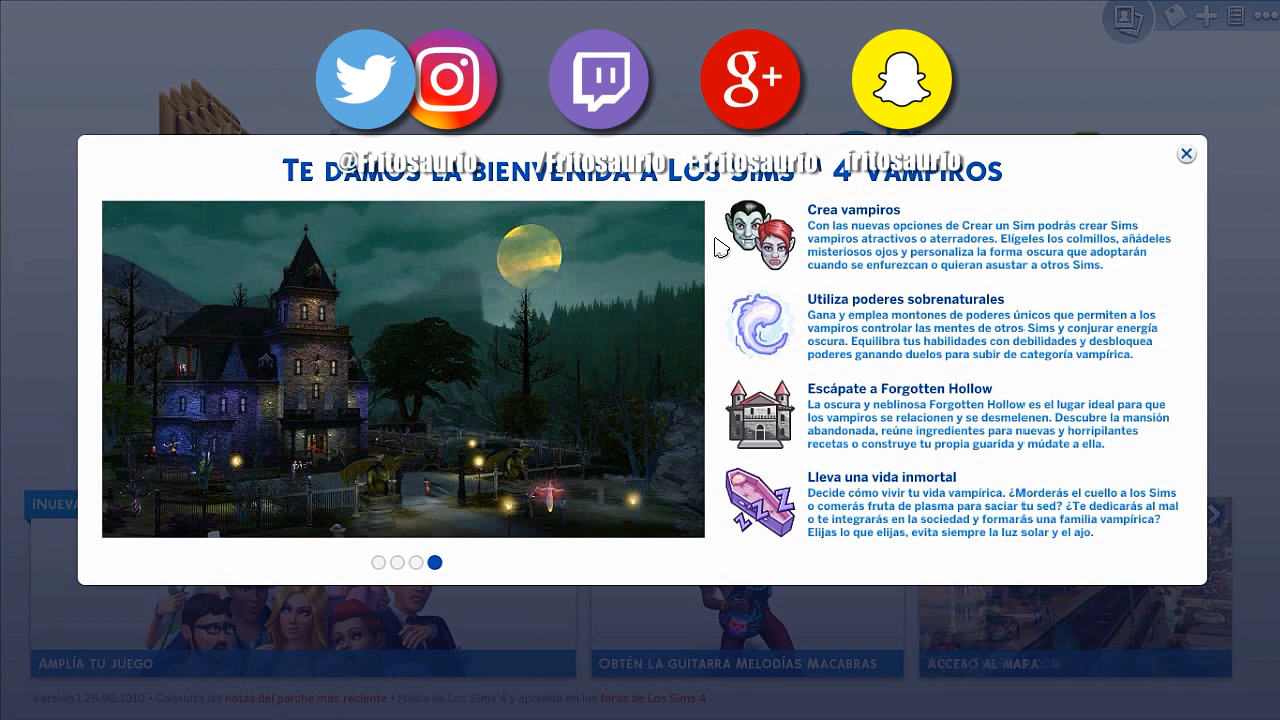 @Fritosaurio
/Fritosaurio
+Fritosaurio
fritosaurio
Te damos la bienvenida a Los Sims™ 4 Vampiros
Crea vampiros
Con las nuevas opciones de Crear un Sim podrás crear Sims
vampiros atractivos o aterradores. Elígeles los colmillos, añádeles
misteriosos ojos y personaliza la forma oscura que adoptarán
cuando se enfurezcan o quieran asustar a otros Sims.
Utiliza poderes sobrenaturales
Gana y emplea montones de poderes únicos que permiten a los
vampiros controlar las mentes de otros Sims y conjurar energía
oscura. Equilibra tus habilidades con debilidades y desbloquea
poderes ganando duelos para subir de categoría vampírica.
Escápate a Forgotten Hollow
La oscura y neblinosa Forgotten Hollow es el lugar ideal para que
los vampiros se relacionen y se desmelenen. Descubre la mansión
abandonada, reúne ingredientes para nuevas y horripilantes
recetas o construye tu propia guarida y múdate a ella.
Lleva una vida inmortal
Decide cómo vivir tu vida vampírica. ¿Morderás el cuello a los Sims
o comerás fruta de plasma para saciar tu sed? ¿Te dedicarás al mal
o te integrarás en la sociedad y formarás una familia vampírica?
Elijas lo que elijas, evita siempre la luz solar y el ajo.
¡Nueva
Amplía tu juego
Obtén la guitarra Melodías Macabras
Acceso al mapa
Versión 1.26.96.1010 • Consulta las notas del parche más reciente • Habla de Los Sims 4 y aprende en los foros de Los Sims 4